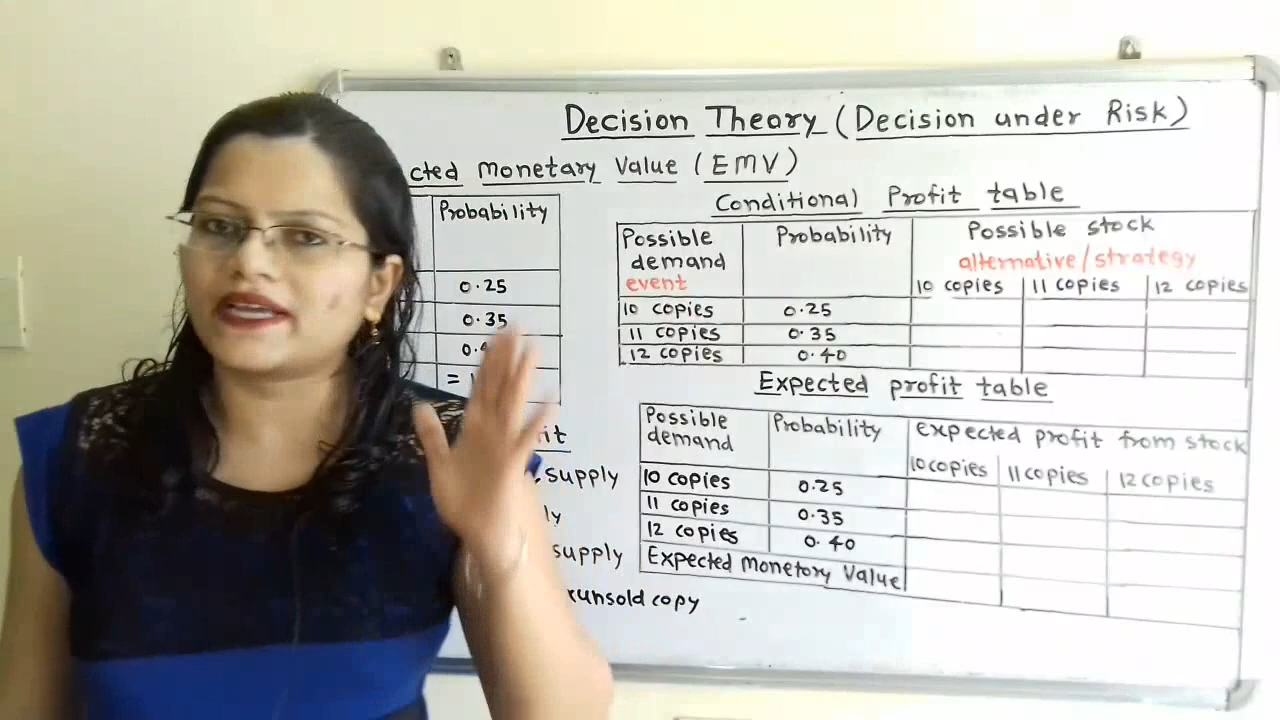 Decision Theory (Decision under Risk)
cted Monetary Value (EMV)
Probability
0.25
0.35
=
supply
supply
unsold copy
Conditional Profit table
Possible demand event Probability Possible stock alternative/strategy
10 copies 11 copies 12 copies
10 copies 0.25
11 copies 0.35
12 copies 0.40
Expected profit table
Possible demand Probability expected profit from stock
10 copies 11 copies 12 copies
10 copies 0.25
11 copies 0.35
12 copies 0.40
Expected Monetory Value